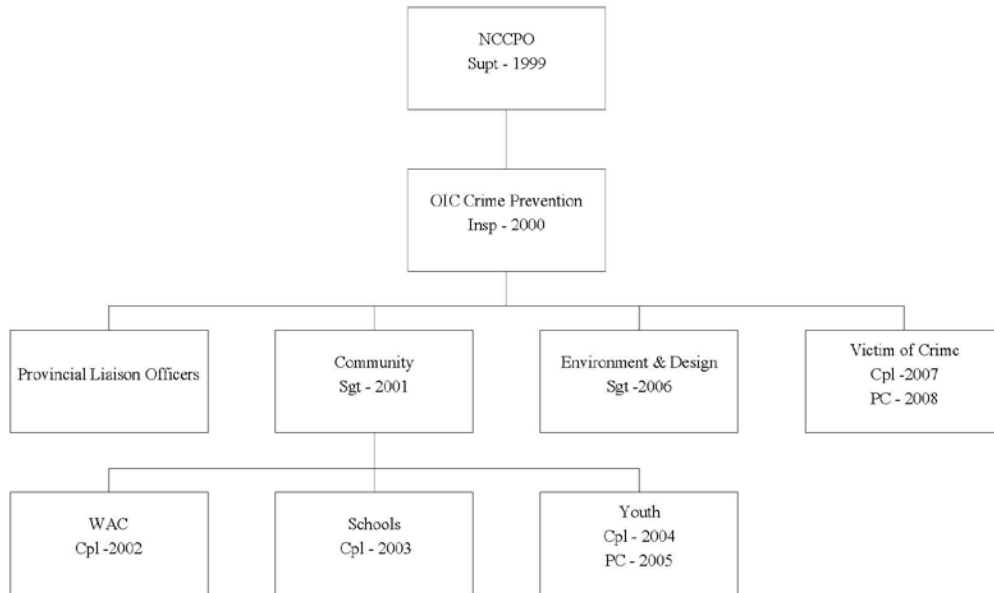 NCCPO
Supt - 1999
OIC Crime Prevention
Insp - 2000
Provincial Liaison Officers
Community
Sgt - 2001
Environment & Design
Sgt -2006
Victim of Crime
Cpl -2007
PC - 2008
WAC
Cpl -2002
Schools
Cpl - 2003
Youth
Cpl - 2004
PC - 2005